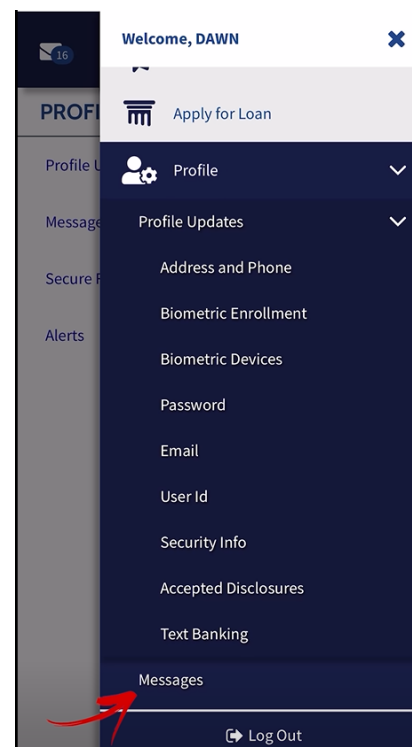 16
Welcome, DAWN
PROFI
Apply for Loan
Profile
Profile U
Profile Updates
Message
Address and Phone
Secure
Biometric Enrollment
Alerts
Biometric Devices
Password
Email
User Id
Security Info
Accepted Disclosures
Text Banking
Messages
Log Out